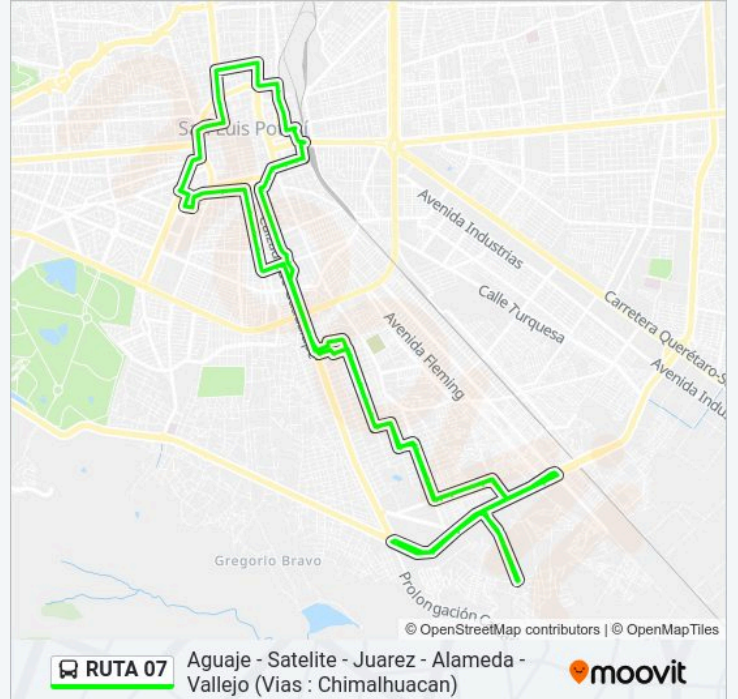 San Luis Potosí
Avenida Industrias
Calle Turquesa
Carretera Querétaro-S
Avenida Fleming
Avenida Indu
Gregorio Bravo
Prolongación
© OpenStreetMap contributors | © OpenMapTiles
RUTA 07
Aguaje - Satelite - Juarez - Alameda -
Vallejo (Vias : Chimalhuacan)
moovit